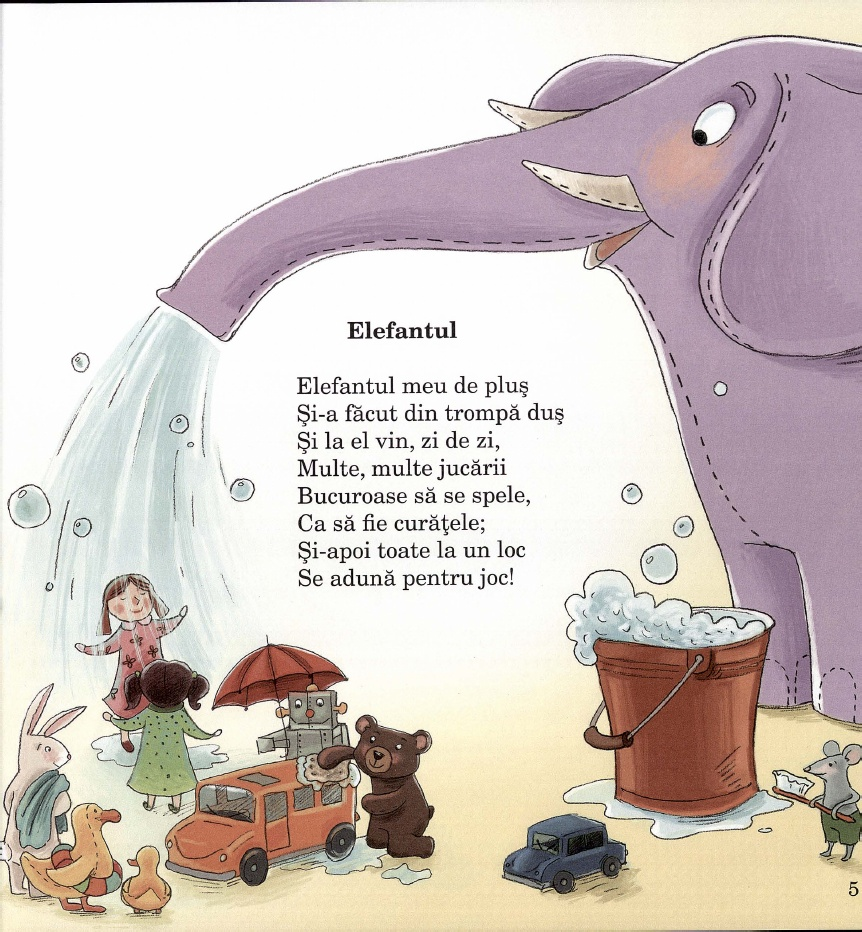 Elefantul
Elefantul meu de pluş
Şi-a făcut din trompă duş
Şi la el vin, zi de zi,
Multe, multe jucării
Bucuroase să se spele,
Ca să fie curăţele;
Şi-apoi toate la un loc
Se adună pentru joc!
5